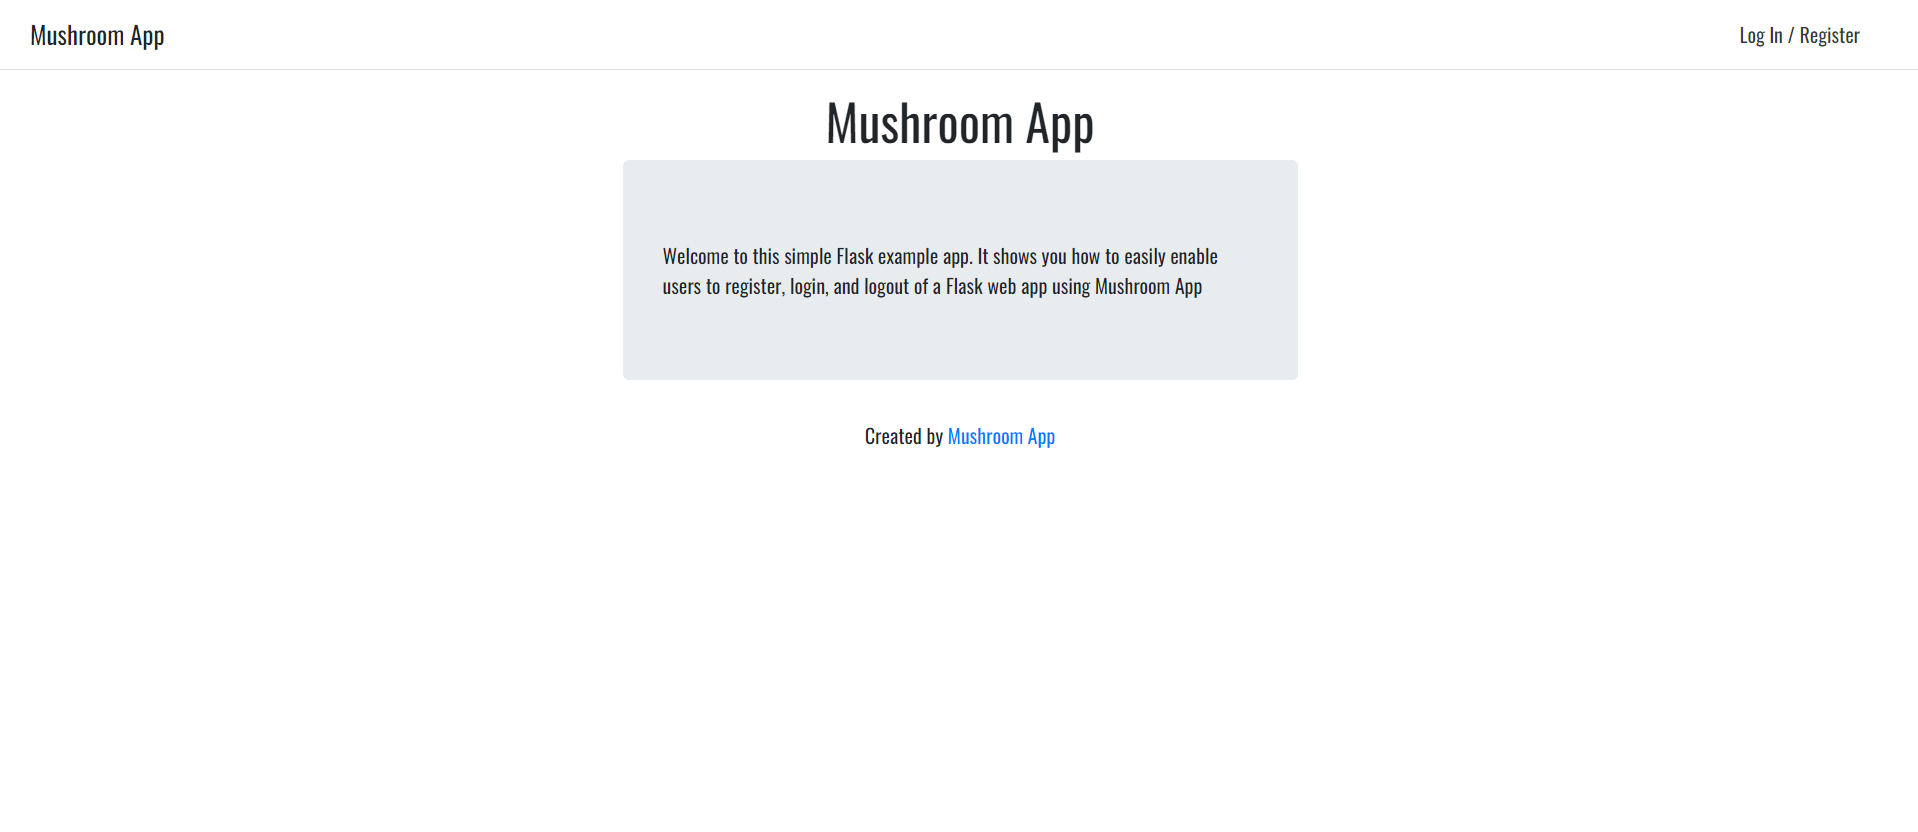 Mushroom App
Log In / Register
Mushroom App
Welcome to this simple Flask example app. It shows you how to easily enable
users to register, login, and logout of a Flask web app using Mushroom App
Created by Mushroom App